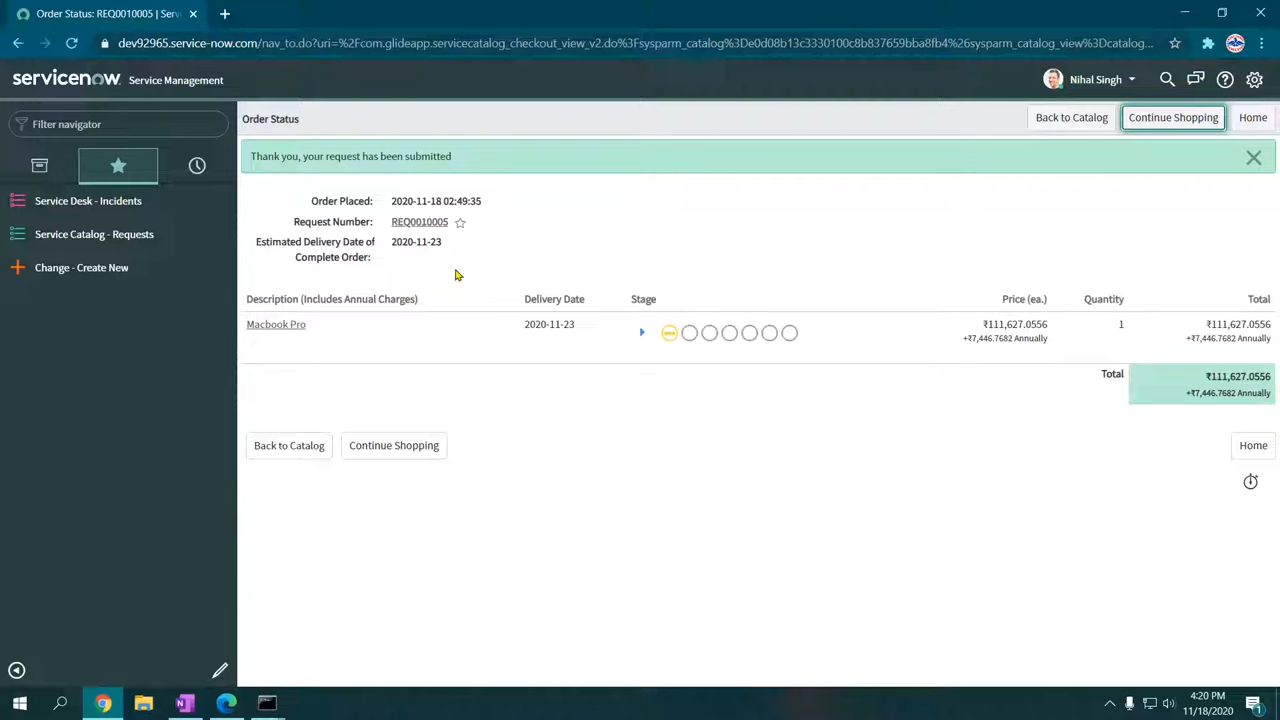 Order Status: REQ0010005 | Serv
dev92965.service-now.com/nav_to.do?uri=%2Fcom.glideapp.servicecatalog_checkout_view_v2.do%3Fsysparm_catalog%3De0d08b13c3330100c8b837659bba8fb4%26sysparm_catalog_view%3Dcatalog...
servicenow. Service Management
Nihal Singh
Filter navigator
Service Desk - Incidents
Service Catalog - Requests
Change - Create New
Order Status
Back to Catalog
Continue Shopping
Home
Thank you, your request has been submitted
Order Placed: 2020-11-18 02:49:35
Request Number: REQ0010005
Estimated Delivery Date of
Complete Order: 2020-11-23
Description (Includes Annual Charges) Delivery Date Stage Price (ea.) Quantity Total
Macbook Pro 2020-11-23 ₹111,627.0556 1 ₹111,627.0556
+₹7,446.7682 Annually +₹7,446.7682 Annually
Total ₹111,627.0556
+₹7,446.7682 Annually
Back to Catalog
Continue Shopping
Home
4:20 PM
11/18/2020
1